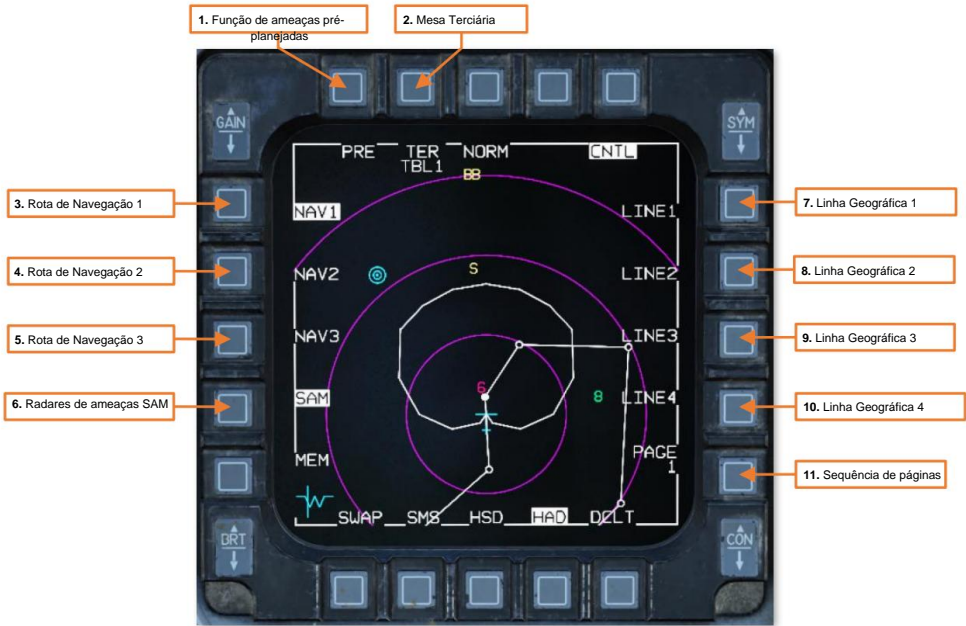 1. Função de ameaças pré-
planejadas
2. Mesa Terciária
GAIN
SYM
PRE TER NORM CNTL
TBL1
BB
3. Rota de Navegação 1
NAV1
LINE1
7. Linha Geográfica 1
4. Rota de Navegação 2
NAV2
S
LINE2
8. Linha Geográfica 2
5. Rota de Navegação 3
NAV3
LINE3
9. Linha Geográfica 3
6. Radares de ameaças SAM
SAM
6
8
LINE4
10. Linha Geográfica 4
MEM
PAGE
1
11. Sequência de páginas
SWAP SMS HSD HAD DCLT
BRT
CON